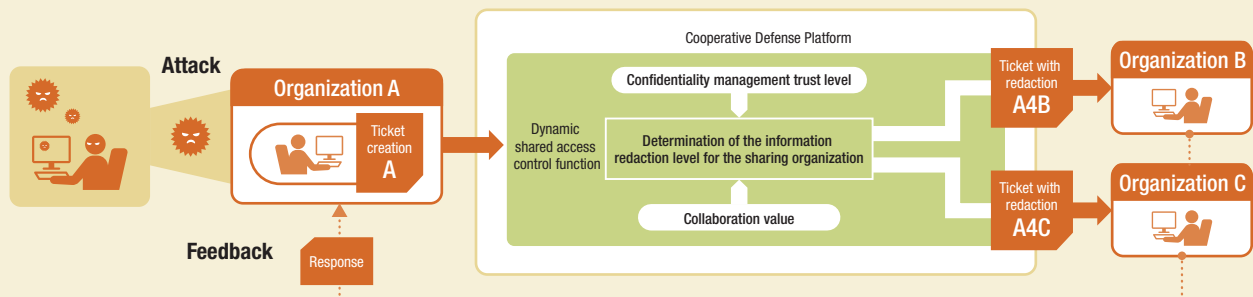 Attack
Organization A
Ticket
creation
A
Feedback
Response
Cooperative Defense Platform
Confidentiality management trust level
Dynamic
shared access
control function
Determination of the information
redaction level for the sharing organization
Collaboration value
Ticket with
redaction
A4B
Organization B
Ticket with
redaction
A4C
Organization C